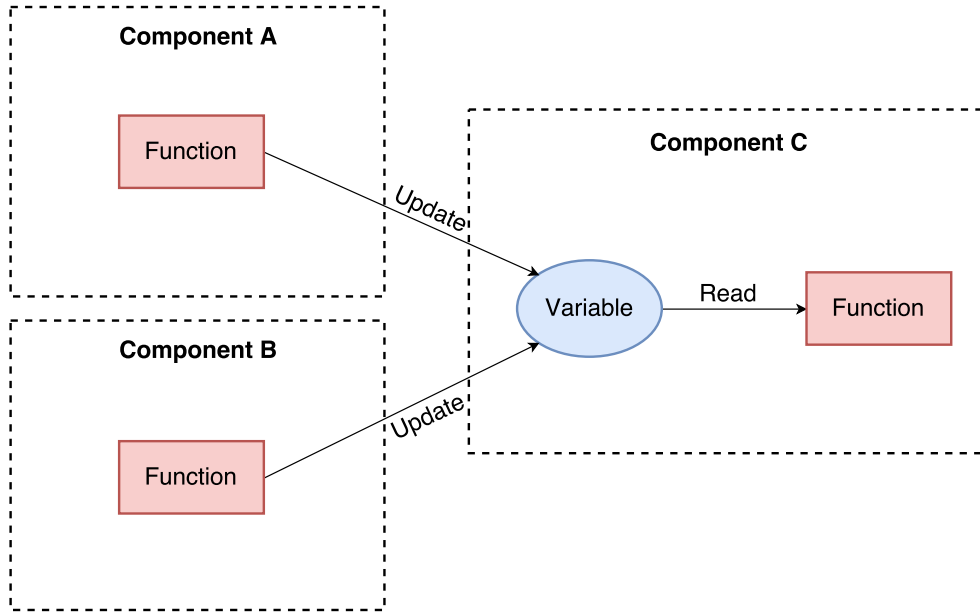 Component A
Function
Update
Component C
Variable
Read
Function
Component B
Function
Update